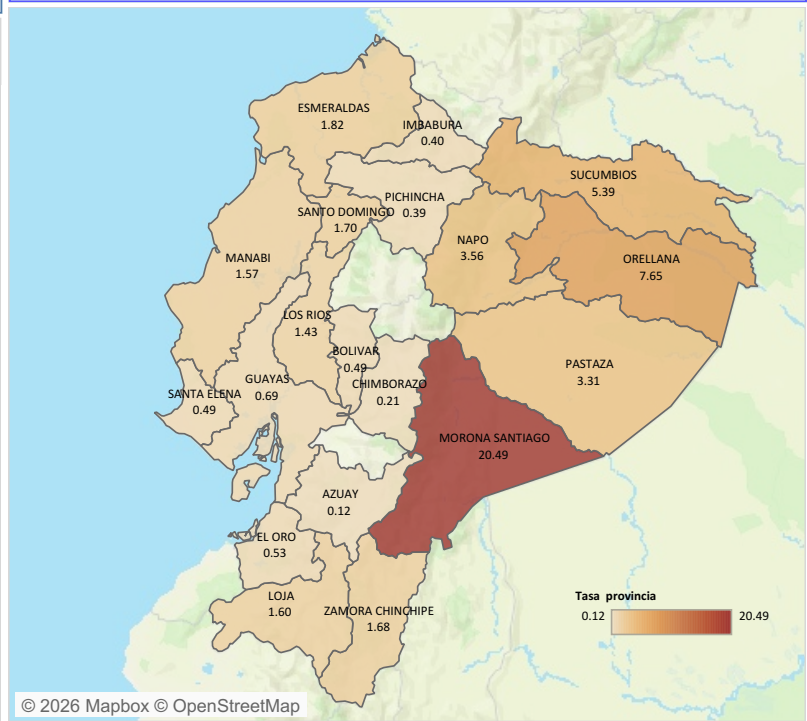 ESMERALDAS
1.82
IMBABURA
0.40
SUCUMBIOS
5.39
PICHINCHA
0.39
SANTO DOMINGO
1.70
NAPO
3.56
MANABI
1.57
ORELLANA
7.65
LOS RIOS
1.43
BOLIVAR
0.49
PASTAZA
3.31
GUAYAS
0.69
CHIMBORAZO
0.21
SANTA ELENA
0.49
MORONA SANTIAGO
20.49
AZUAY
0.12
EL ORO
0.53
LOJA
1.60
ZAMORA CHINCHIPE
1.68
Tasa provincia
0.12 20.49
© 2026 Mapbox © OpenStreetMap